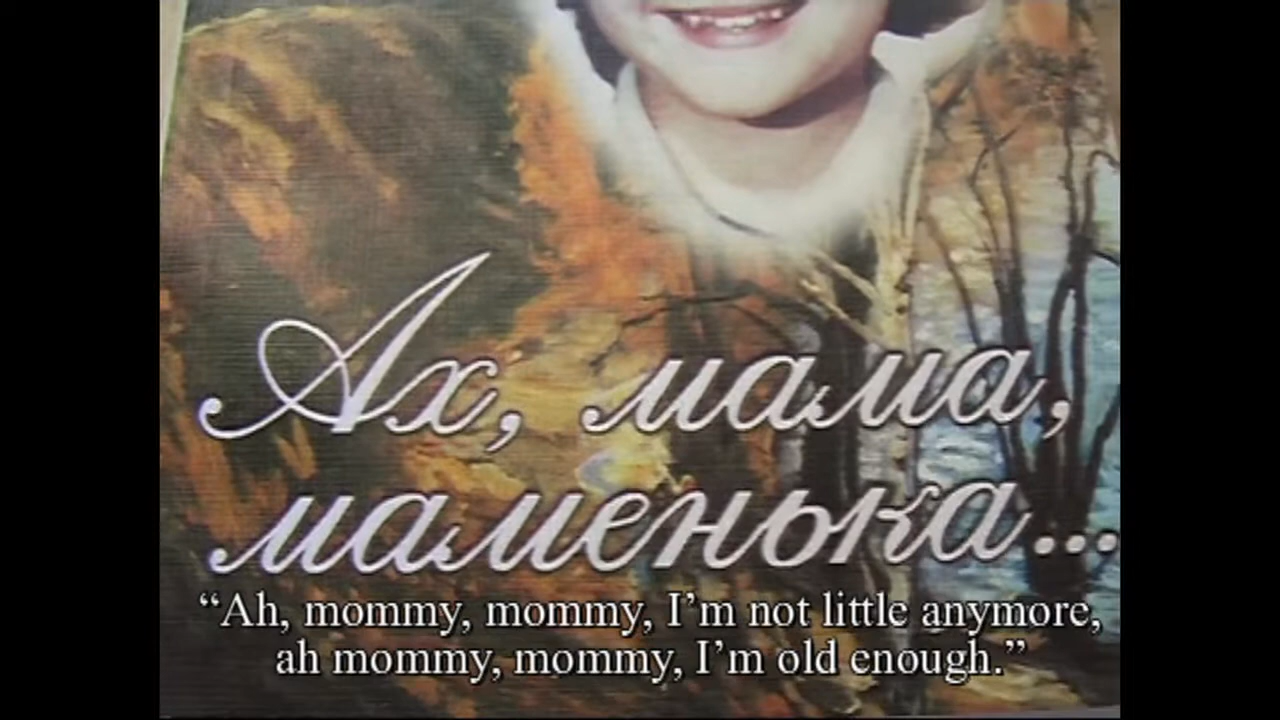 Ах, мама,
маменька...
“Ah, mommy, mommy, I’m not little anymore,
ah mommy, mommy, I’m old enough.”